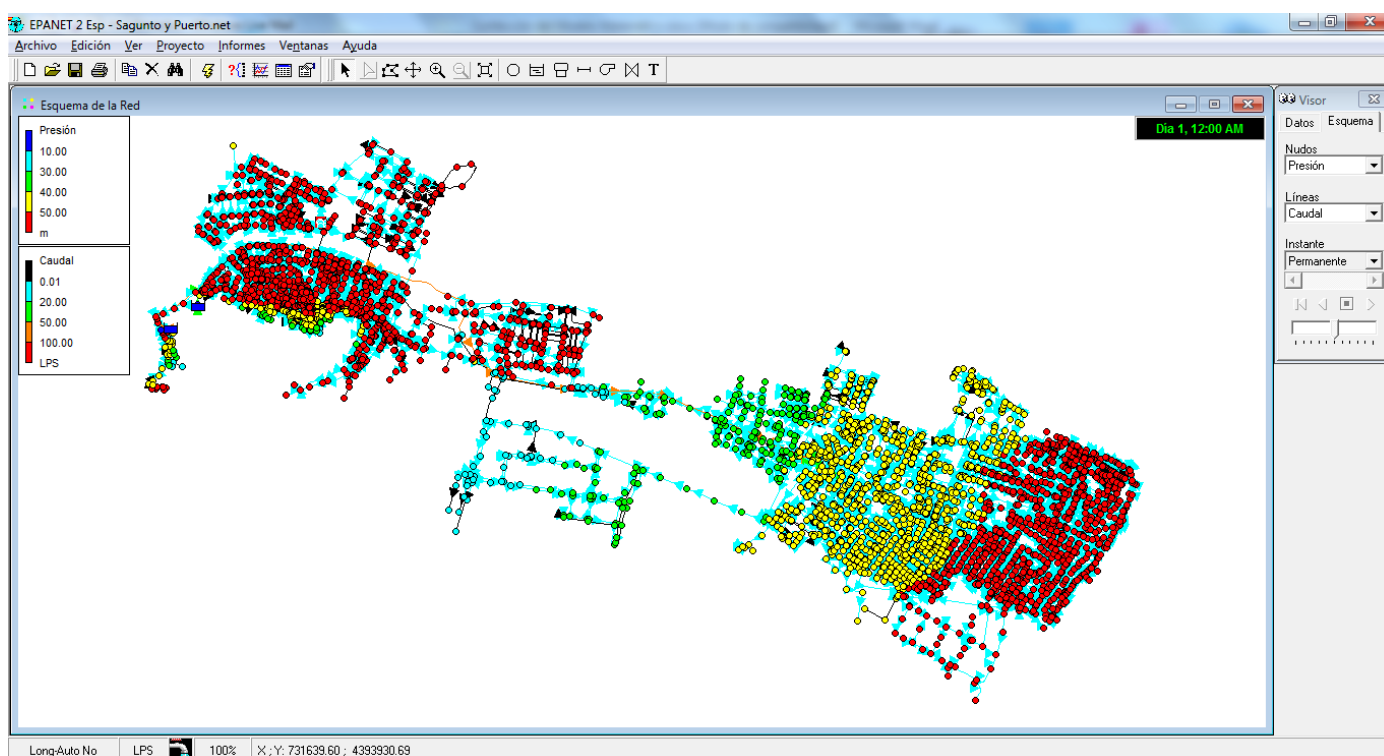 EPANET 2 Esp - Sagunto y Puerto.net
Archivo Edición Ver Proyecto Informes Ventanas Ayuda
T
Esquema de la Red
Presión
10.00
30.00
40.00
50.00
m
Caudal
0.01
20.00
50.00
100.00
LPS
Día 1, 12:00 AM
Visor
Datos Esquema
Nudos
Presión
Líneas
Caudal
Instante
Permanente
Long-Auto No LPS 100% X ; Y: 731639.60 ; 4393930.69